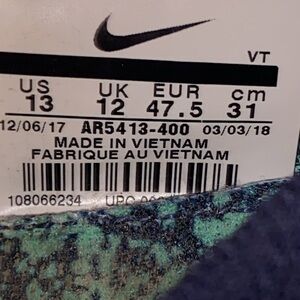 VT
US UK EUR cm
13 12 47.5 31
12/06/17 AR5413-400 03/03/18
MADE IN VIETNAM
FABRIQUE AU VIETNAM
108066234 UPC